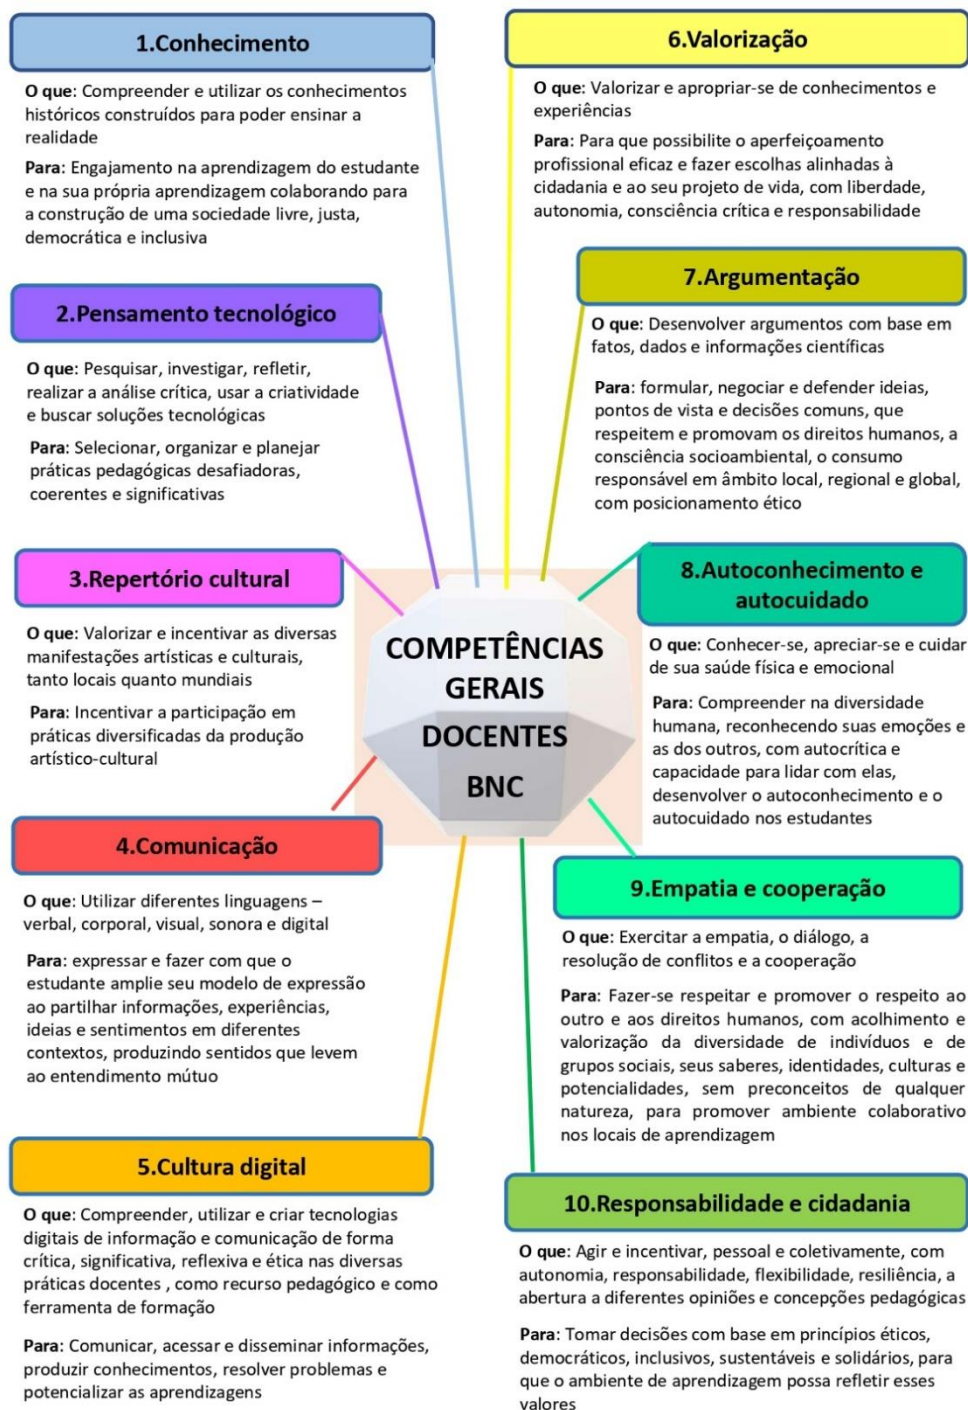 1.Conhecimento
O que: Compreender e utilizar os conhecimentos
históricos construídos para poder ensinar a
realidade
Para: Engajamento na aprendizagem do estudante
e na sua própria aprendizagem colaborando para
a construção de uma sociedade livre, justa,
democrática e inclusiva
2.Pensamento tecnológico
O que: Pesquisar, investigar, refletir,
realizar a análise crítica, usar a criatividade
e buscar soluções tecnológicas
Para: Selecionar, organizar e planejar
práticas pedagógicas desafiadoras,
coerentes e significativas
3.Repertório cultural
O que: Valorizar e incentivar as diversas
manifestações artísticas e culturais,
tanto locais quanto mundiais
Para: Incentivar a participação em
práticas diversificadas da produção
artístico-cultural
4.Comunicação
O que: Utilizar diferentes linguagens –
verbal, corporal, visual, sonora e digital
Para: expressar e fazer com que o
estudante amplie seu modelo de expressão
ao partilhar informações, experiências,
ideias e sentimentos em diferentes
contextos, produzindo sentidos que levem
ao entendimento mútuo
5.Cultura digital
O que: Compreender, utilizar e criar tecnologias
digitais de informação e comunicação de forma
crítica, significativa, reflexiva e ética nas diversas
práticas docentes , como recurso pedagógico e como
ferramenta de formação
Para: Comunicar, acessar e disseminar informações,
produzir conhecimentos, resolver problemas e
potencializar as aprendizagens
COMPETÊNCIAS
GERAIS
DOCENTES
BNC
6.Valorização
O que: Valorizar e apropriar-se de conhecimentos e
experiências
Para: Para que possibilite o aperfeiçoamento
profissional eficaz e fazer escolhas alinhadas à
cidadania e ao seu projeto de vida, com liberdade,
autonomia, consciência crítica e responsabilidade
7.Argumentação
O que: Desenvolver argumentos com base em
fatos, dados e informações científicas
Para: formular, negociar e defender ideias,
pontos de vista e decisões comuns, que
respeitem e promovam os direitos humanos, a
consciência socioambiental, o consumo
responsável em âmbito local, regional e global,
com posicionamento ético
8.Autoconhecimento e
autocuidado
O que: Conhecer-se, apreciar-se e cuidar
de sua saúde física e emocional
Para: Compreender na diversidade
humana, reconhecendo suas emoções e
as dos outros, com autocrítica e
capacidade para lidar com elas,
desenvolver o autoconhecimento e o
autocuidado nos estudantes
9.Empatia e cooperação
O que: Exercitar a empatia, o diálogo, a
resolução de conflitos e a cooperação
Para: Fazer-se respeitar e promover o respeito ao
outro e aos direitos humanos, com acolhimento e
valorização da diversidade de indivíduos e de
grupos sociais, seus saberes, identidades, culturas e
potencialidades, sem preconceitos de qualquer
natureza, para promover ambiente colaborativo
nos locais de aprendizagem
10.Responsabilidade e cidadania
O que: Agir e incentivar, pessoal e coletivamente, com
autonomia, responsabilidade, flexibilidade, resiliência, a
abertura a diferentes opiniões e concepções pedagógicas
Para: Tomar decisões com base em princípios éticos,
democráticos, inclusivos, sustentáveis e solidários, para
que o ambiente de aprendizagem possa refletir esses
valores